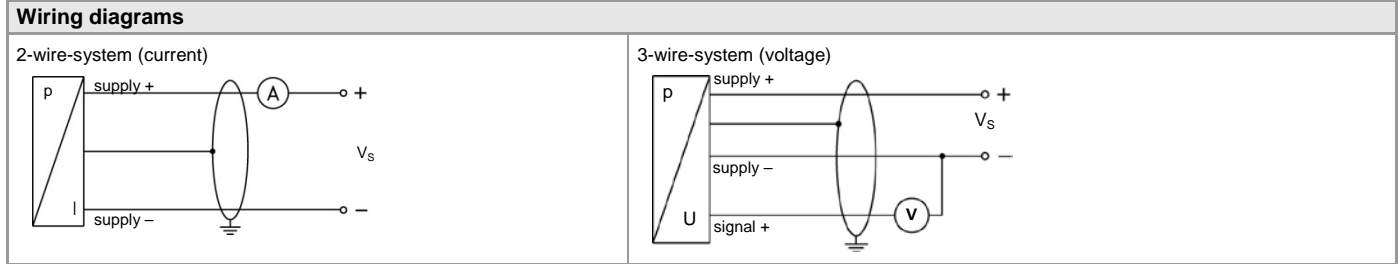 Wiring diagrams
2-wire-system (current)
p
supply +
A
+
VS
I
supply –
–
3-wire-system (voltage)
p
supply +
+
VS
–
supply –
V
U
signal +